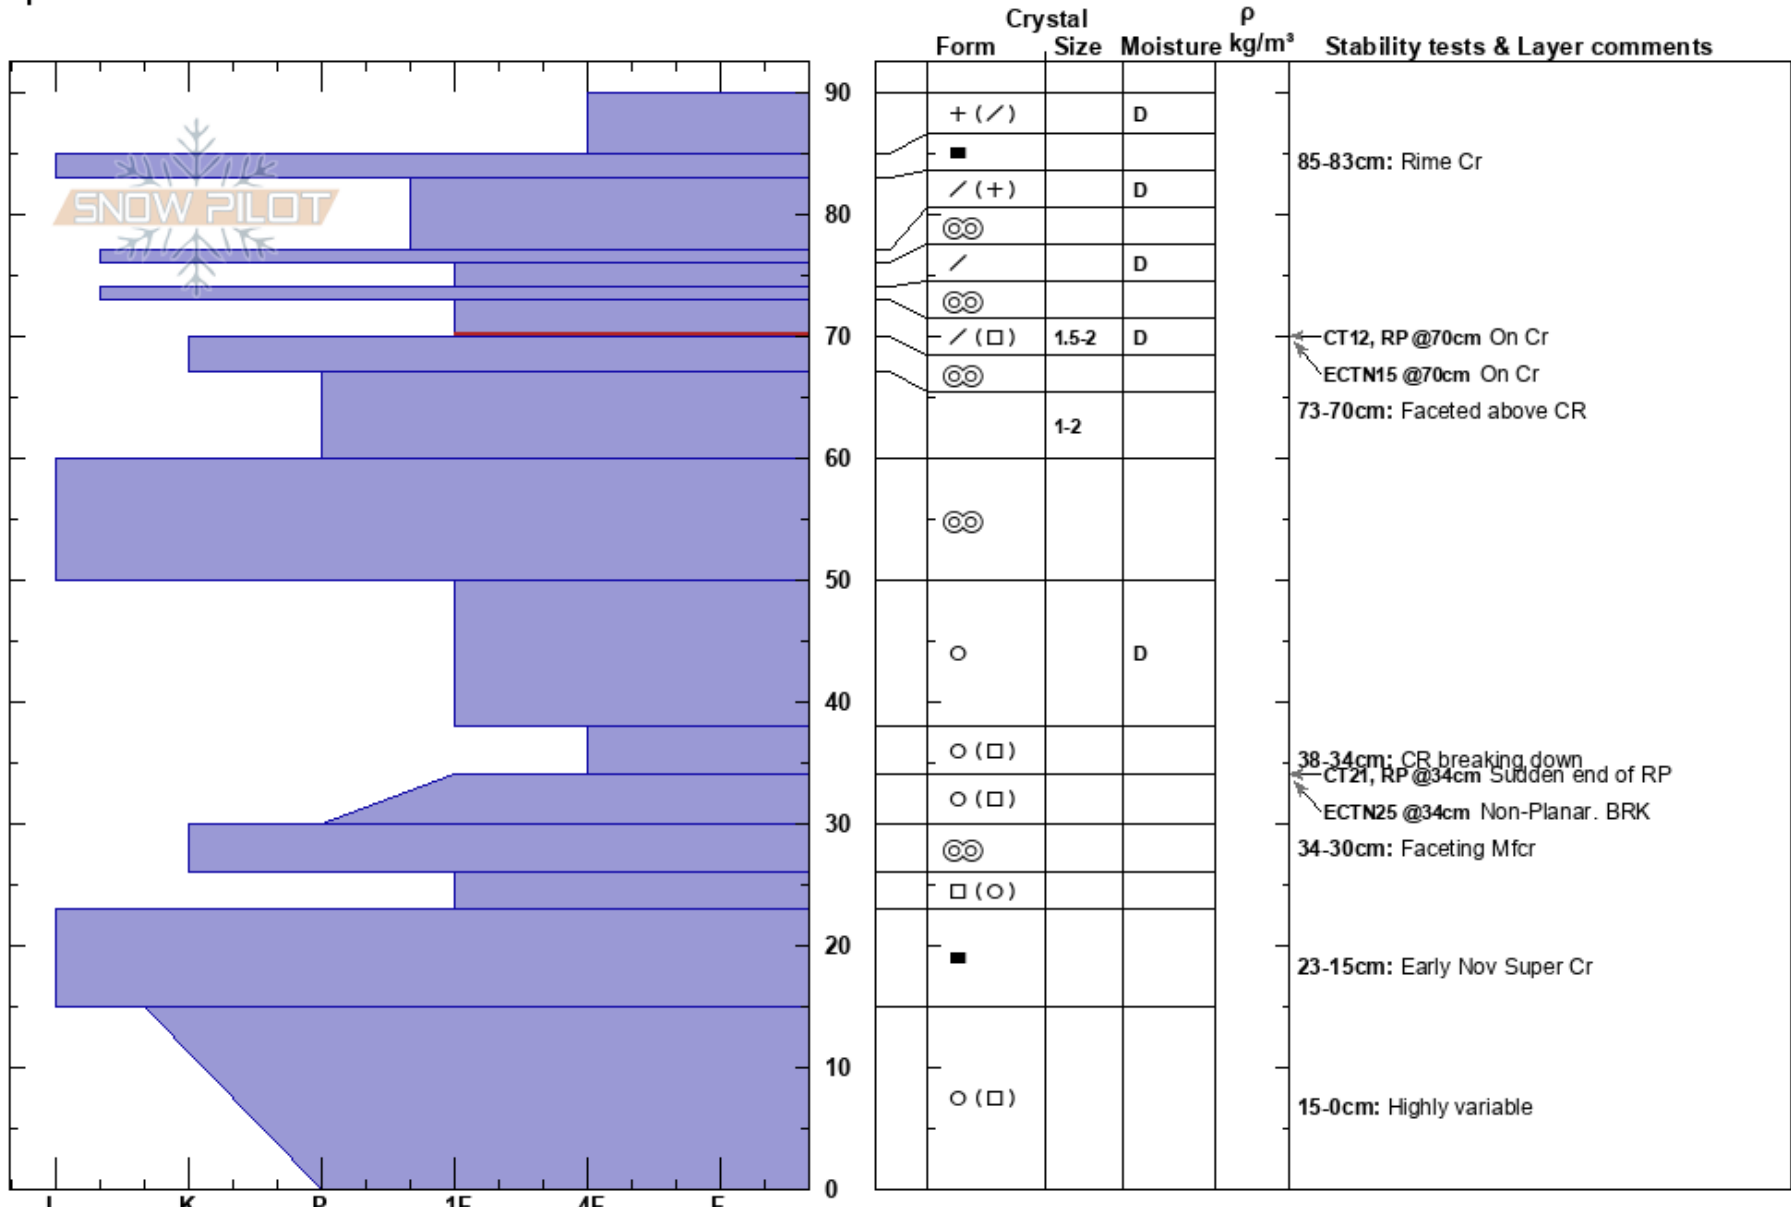 Crystal ρ
Form Size Moisture kg/m³ Stability tests & Layer comments
SNOW PILOT
90
+ (/) D
85-83cm: Rime Cr
/ (+) D
80
/ D
70
/ (□) 1.5-2 D
CT12, RP @70cm On Cr
ECTN15 @70cm On Cr
73-70cm: Faceted above CR
1-2
60
50
D
40
38-34cm: CR breaking down
CT21, RP @34cm Sudden end of RP
ECTN25 @34cm Non-Planar. BRK
30
34-30cm: Faceting Mfcr
20
23-15cm: Early Nov Super Cr
10
15-0cm: Highly variable
0
I K P 1F 4F F